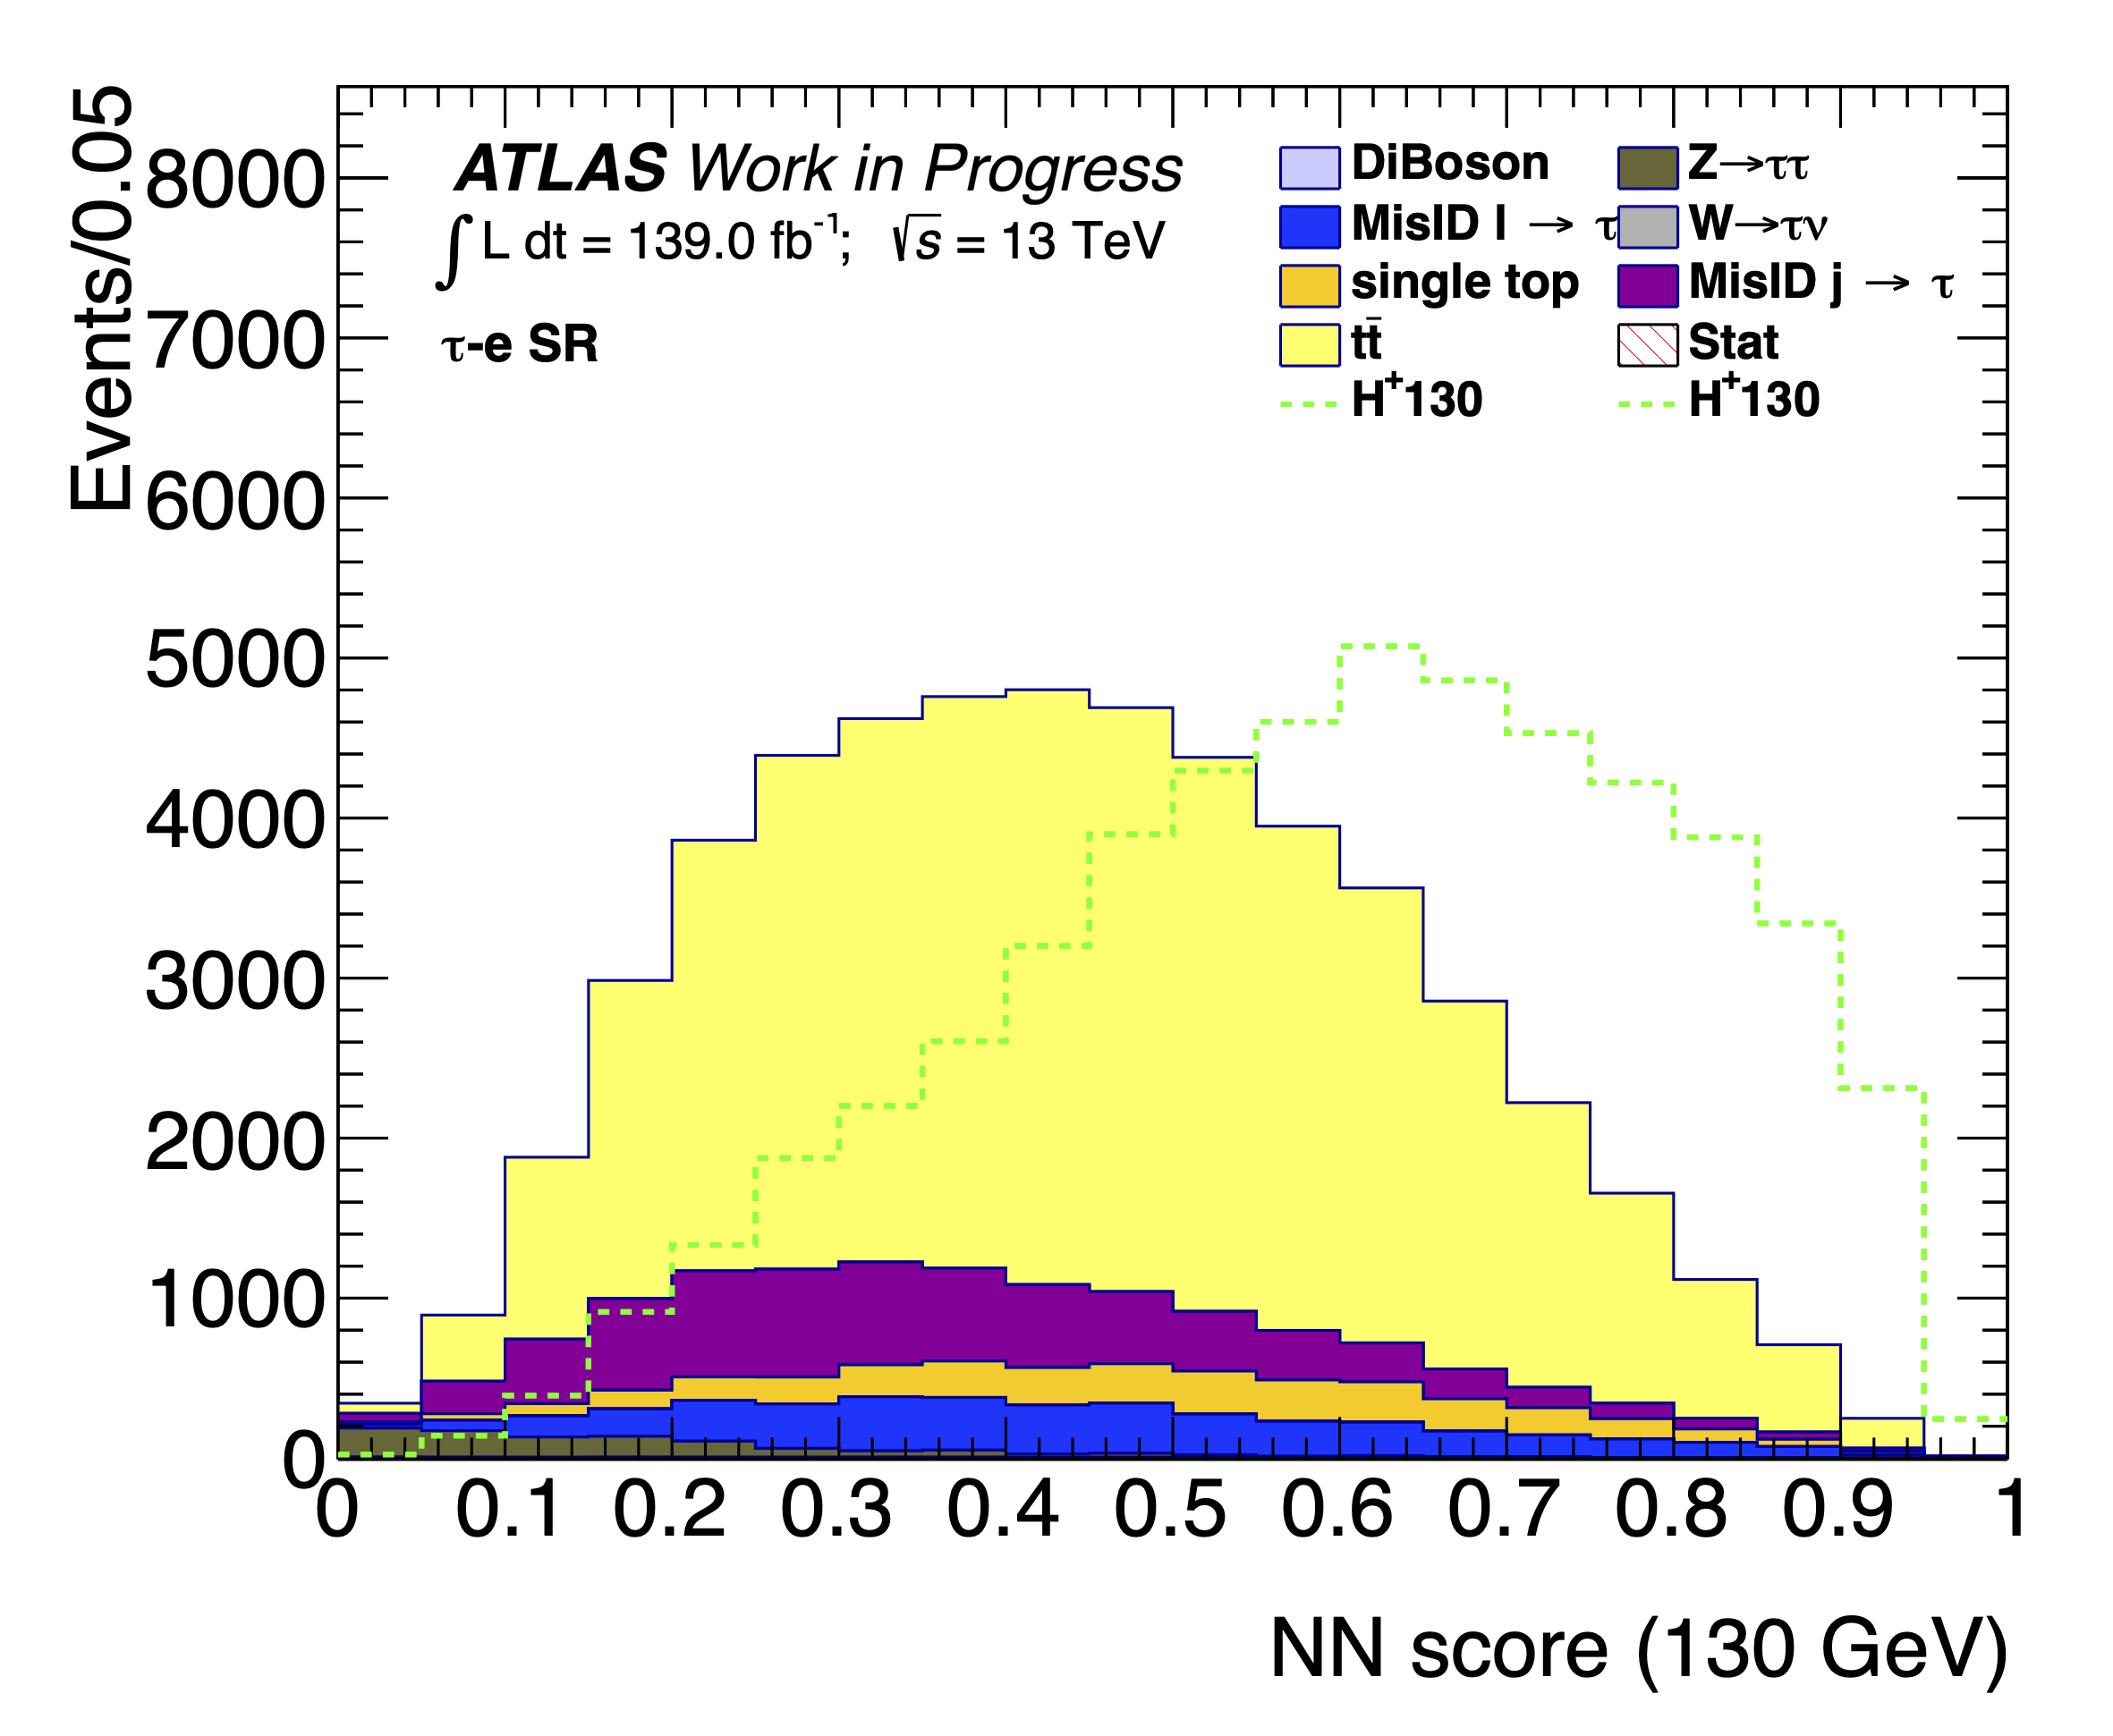 Events/0.05
8000
7000
6000
5000
4000
3000
2000
1000
0
ATLAS Work in Progress
∫ L dt = 139.0 fb⁻¹; √s = 13 TeV
τ-e SR
DiBoson
Z→ττ
MisID l → τ
W→τν
single top
MisID j → τ
tt̄
Stat
H⁺130
H⁺130
0 0.1 0.2 0.3 0.4 0.5 0.6 0.7 0.8 0.9 1
NN score (130 GeV)